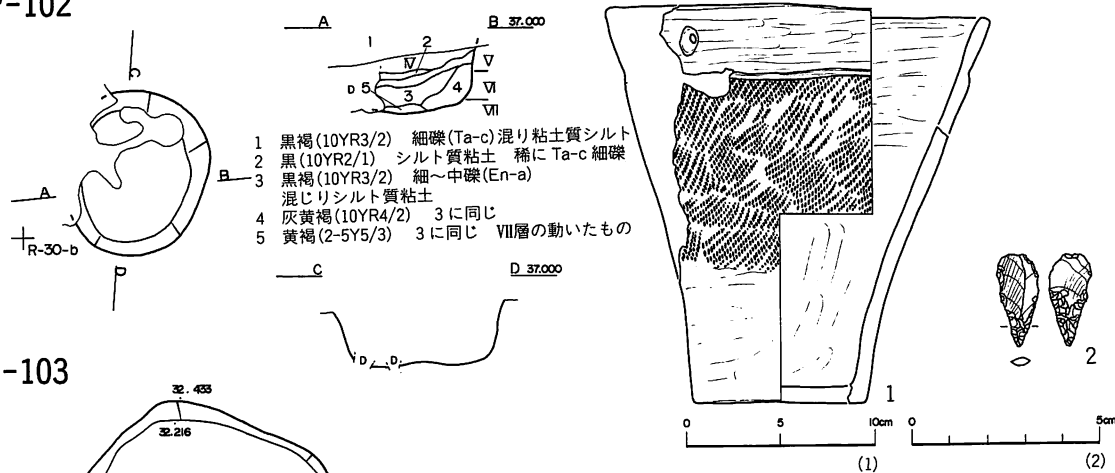 -102
A B 37.000
1 2
IV V
D 5 3 4 VI
VII
C
A B
R-30-b
D
1 黒褐(10YR3/2) 細礫(Ta-c)混り粘土質シルト
2 黒(10YR2/1) シルト質粘土 稀に Ta-c 細礫
3 黒褐(10YR3/2) 細～中礫(En-a)
混じりシルト質粘土
4 灰黄褐(10YR4/2) 3に同じ
5 黄褐(2-5Y5/3) 3に同じ VII層の動いたもの
C D 37.000
D D
-103
32.433
32.216
1
2
0 5 10cm
(1)
0 5cm
(2)